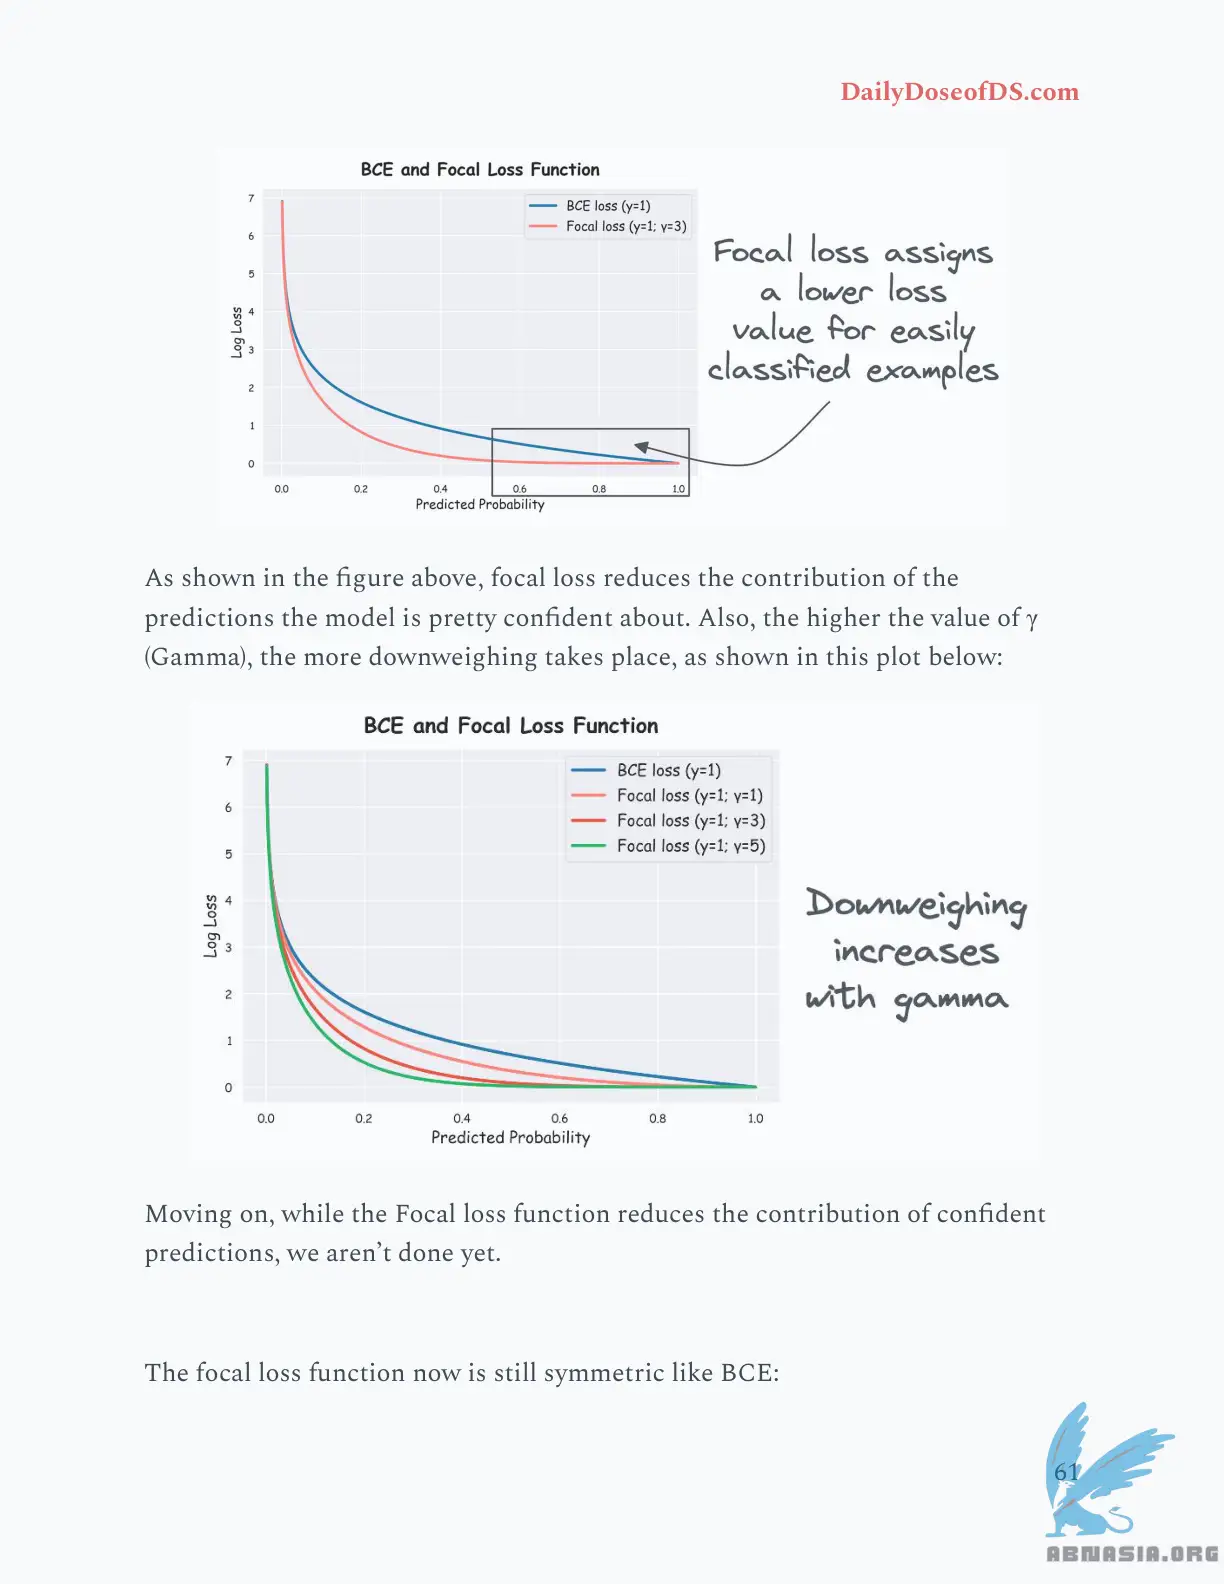 DailyDoseofDS.com
BCE and Focal Loss Function
7
6
5
4
3
2
1
0
Log Loss
BCE loss (y=1)
Focal loss (y=1; γ=3)
0.0 0.2 0.4 0.6 0.8 1.0
Predicted Probability
Focal loss assigns
a lower loss
value for easily
classified examples
As shown in the figure above, focal loss reduces the contribution of the
predictions the model is pretty confident about. Also, the higher the value of γ
(Gamma), the more downweighing takes place, as shown in this plot below:
BCE and Focal Loss Function
7
6
5
4
3
2
1
0
Log Loss
BCE loss (y=1)
Focal loss (y=1; γ=1)
Focal loss (y=1; γ=3)
Focal loss (y=1; γ=5)
0.0 0.2 0.4 0.6 0.8 1.0
Predicted Probability
Downweighing
increases
with gamma
Moving on, while the Focal loss function reduces the contribution of confident
predictions, we aren’t done yet.
The focal loss function now is still symmetric like BCE:
61
ABNASIA.ORG